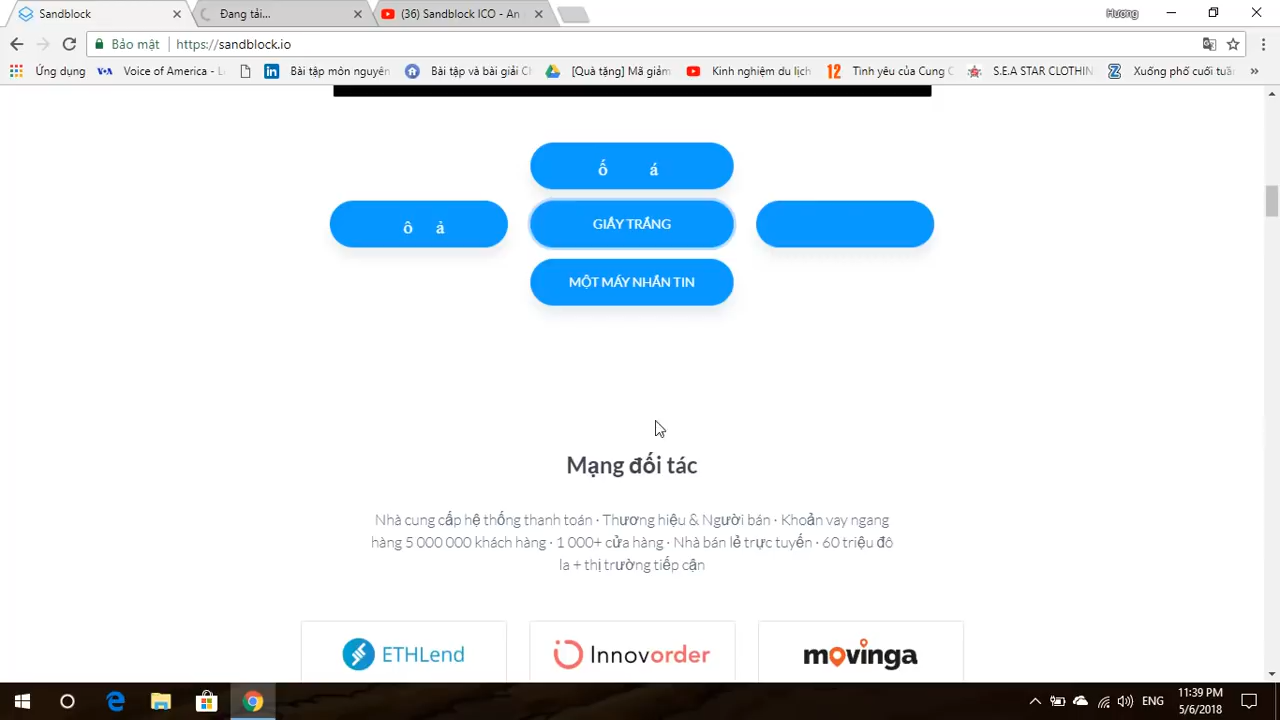 Sandblock
Đang tải...
(36) Sandblock ICO - An
Hương
Bảo mật
https://sandblock.io
Ứng dụng
Voice of America - L
Bài tập môn nguyên
Bài tập và bài giải C
[Quà tặng] Mã giảm
Kinh nghiệm du lịch
12
Tình yêu của Cung C
S.E.A STAR CLOTHIN
Xuống phố cuối tuần
»
ố á
ô ả
GIẤY TRẮNG
MỘT MÁY NHẮN TIN
Mạng đối tác
Nhà cung cấp hệ thống thanh toán · Thương hiệu & Người bán · Khoản vay ngang
hàng 5 000 000 khách hàng · 1 000+ cửa hàng · Nhà bán lẻ trực tuyến · 60 triệu đô
la + thị trường tiếp cận
ETHLend
Innovorder
movinga
ENG
11:39 PM
5/6/2018